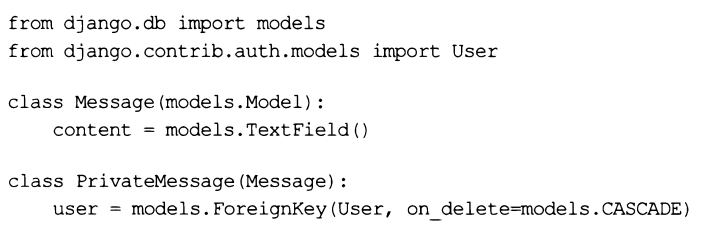 from django.db import models
from django.contrib.auth.models import User

class Message(models.Model):
    content = models.TextField()

class PrivateMessage(Message):
    user = models.ForeignKey(User, on_delete=models.CASCADE)